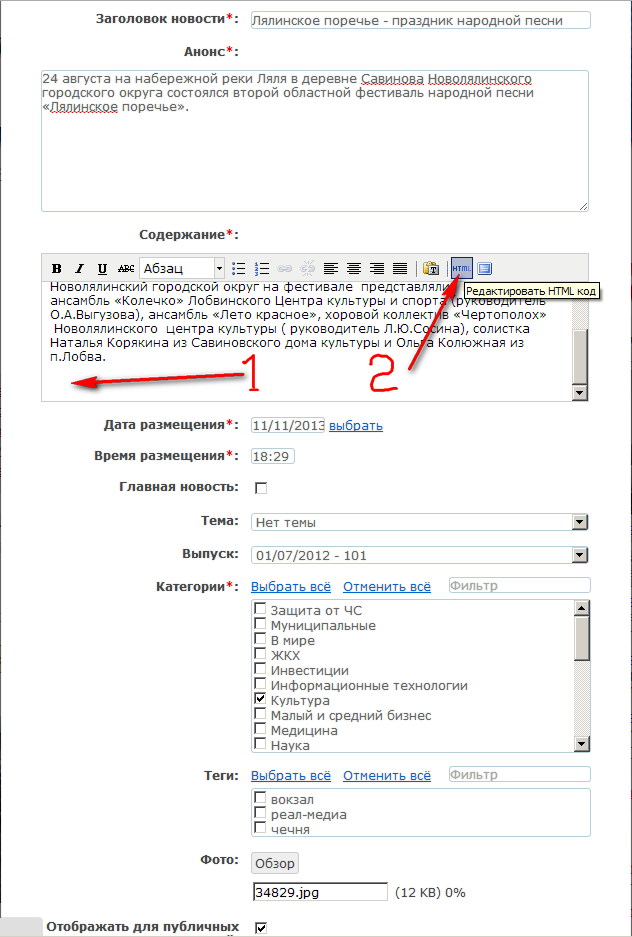 Заголовок новости*: Лялинское поречье - праздник народной песни
Анонс*:
24 августа на набережной реки Ляля в деревне Савинова Новолялинского
городского округа состоялся второй областной фестиваль народной песни
«Лялинское поречье».
Содержание*:
B I U ABC Абзац HTML
Редактировать HTML код
Новолялинский городской округ на фестивале представляли
ансамбль «Колечко» Лобвинского Центра культуры и спорта (руководитель
О.А.Выгузова), ансамбль «Лето красное», хоровой коллектив «Чертополох»
Новолялинского центра культуры ( руководитель Л.Ю.Сосина), солистка
Наталья Корякина из Савиновского дома культуры и Ольга Колюжная из
п.Лобва.
1 2
Дата размещения*: 11/11/2013 выбрать
Время размещения*: 18:29
Главная новость:
Тема: Нет темы
Выпуск: 01/07/2012 - 101
Категории*: Выбрать всё Отменить всё Фильтр
Защита от ЧС
Муниципальные
В мире
ЖКХ
Инвестиции
Информационные технологии
Культура
Малый и средний бизнес
Медицина
Наука
Теги: Выбрать всё Отменить всё Фильтр
вокзал
реал-медиа
чечня
Фото: Обзор
34829.jpg (12 KB) 0%
Отображать для публичных